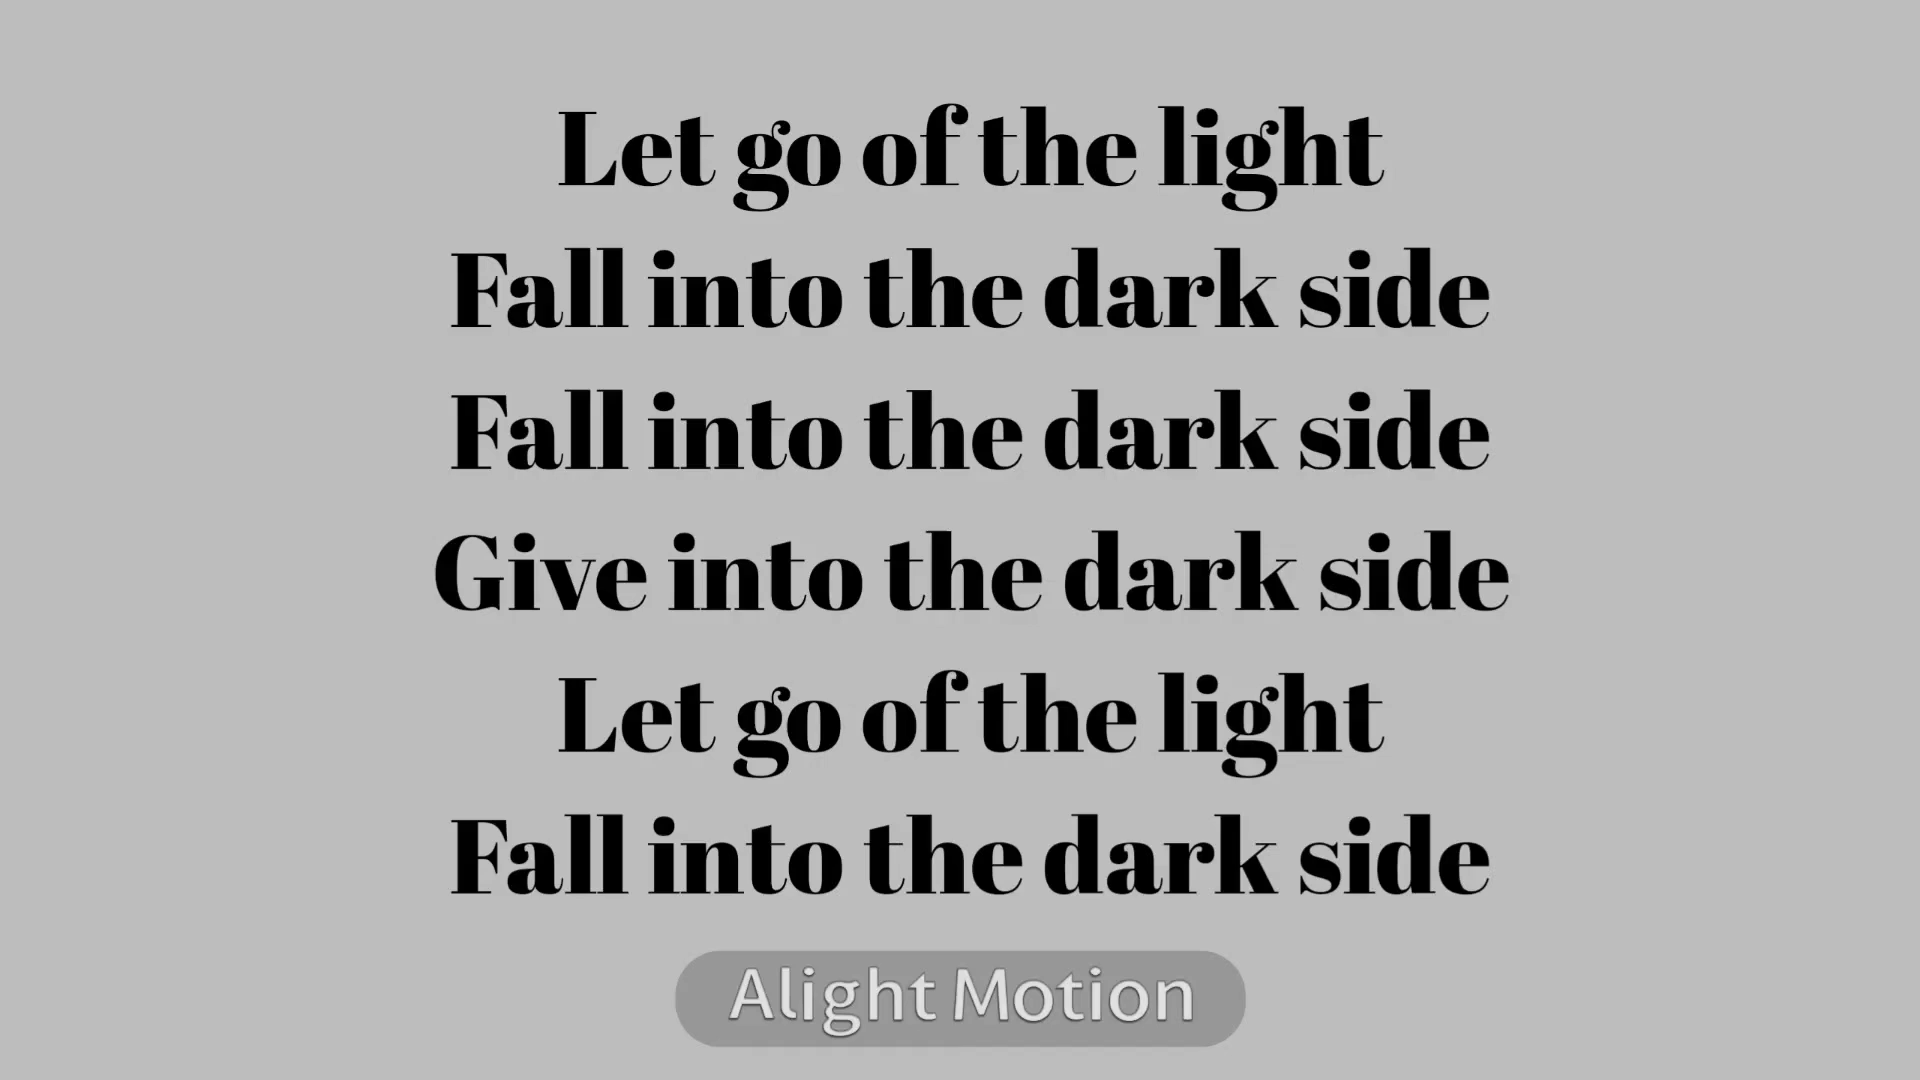 Let go of the light
Fall into the dark side
Fall into the dark side
Give into the dark side
Let go of the light
Fall into the dark side
Alight Motion